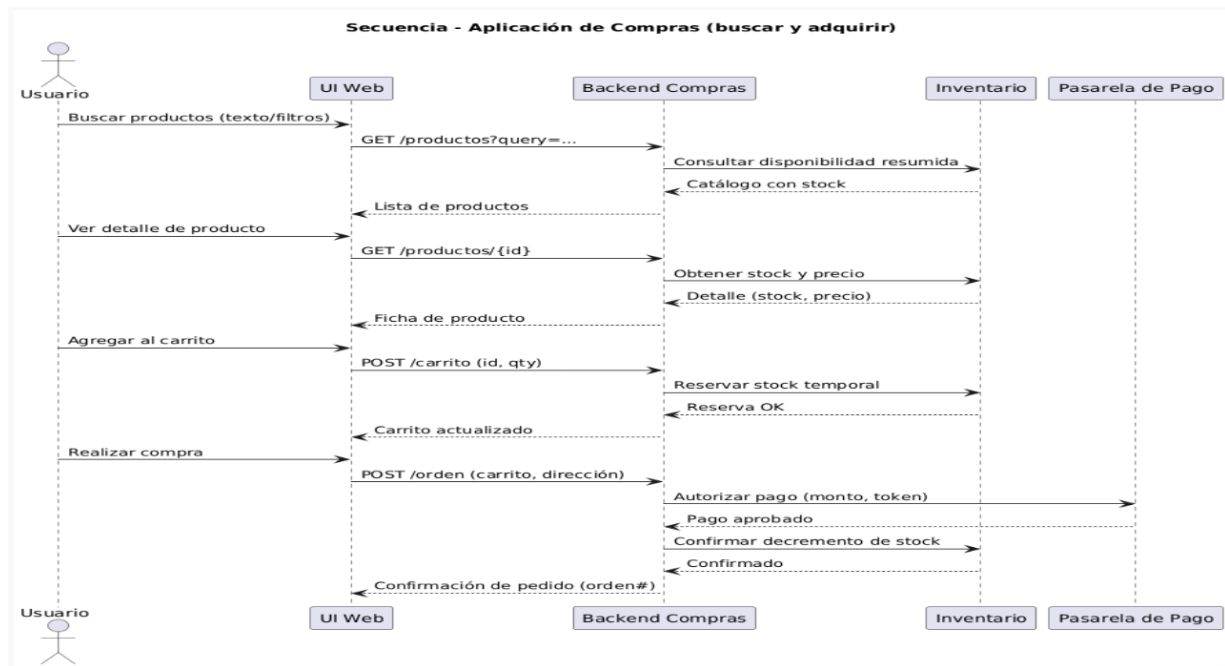 Secuencia - Aplicación de Compras (buscar y adquirir)
Usuario
UI Web
Backend Compras
Inventario
Pasarela de Pago
Buscar productos (texto/filtros)
GET /productos?query=...
Consultar disponibilidad resumida
Catálogo con stock
Lista de productos
Ver detalle de producto
GET /productos/{id}
Obtener stock y precio
Detalle (stock, precio)
Ficha de producto
Agregar al carrito
POST /carrito (id, qty)
Reservar stock temporal
Reserva OK
Carrito actualizado
Realizar compra
POST /orden (carrito, dirección)
Autorizar pago (monto, token)
Pago aprobado
Confirmar decremento de stock
Confirmado
Confirmación de pedido (orden#)
Usuario
UI Web
Backend Compras
Inventario
Pasarela de Pago